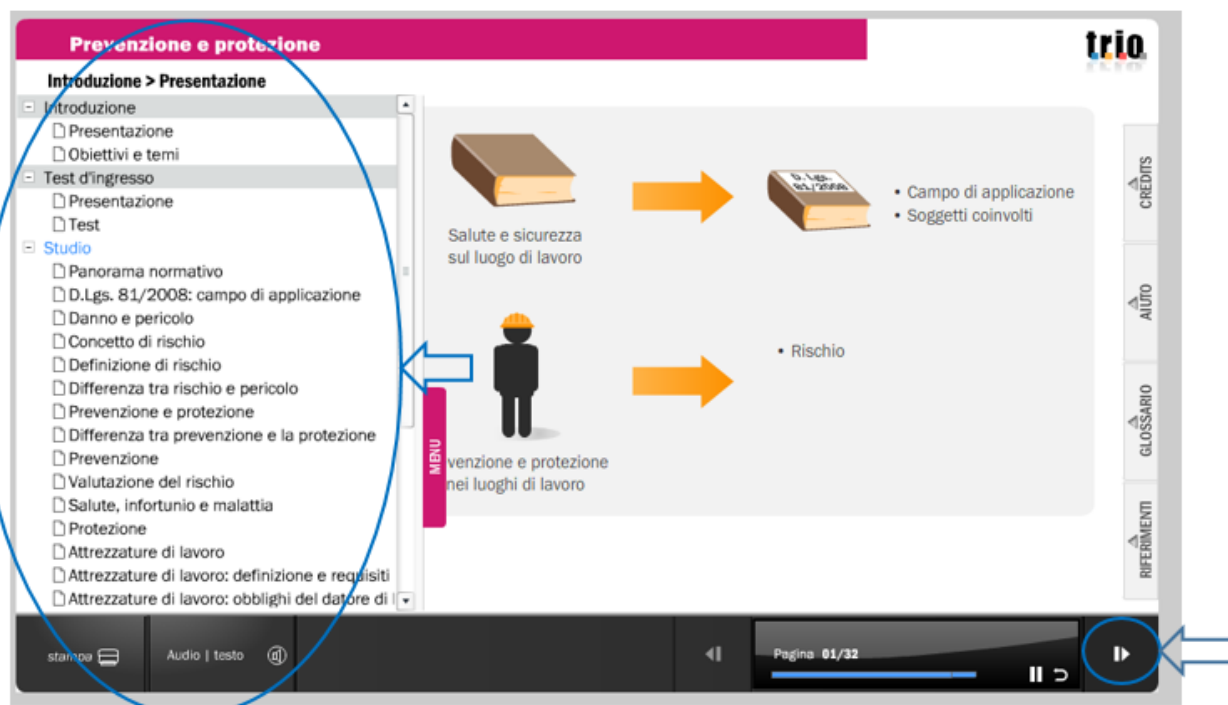 Prevenzione e protezione
trio
Introduzione > Presentazione
Introduzione
Presentazione
Obiettivi e temi
Test d'ingresso
Presentazione
Test
Studio
Panorama normativo
D.Lgs. 81/2008: campo di applicazione
Danno e pericolo
Concetto di rischio
Definizione di rischio
Differenza tra rischio e pericolo
Prevenzione e protezione
Differenza tra prevenzione e la protezione
Prevenzione
Valutazione del rischio
Salute, infortunio e malattia
Protezione
Attrezzature di lavoro
Attrezzature di lavoro: definizione e requisiti
Attrezzature di lavoro: obblighi del datore di l
MENU
Salute e sicurezza
sul luogo di lavoro
D. Lgs.
81/2008
• Campo di applicazione
• Soggetti coinvolti
venzione e protezione
nei luoghi di lavoro
• Rischio
CREDITS
AIUTO
GLOSSARIO
RIFERIMENTI
stampa
Audio | testo
Pagina 01/32